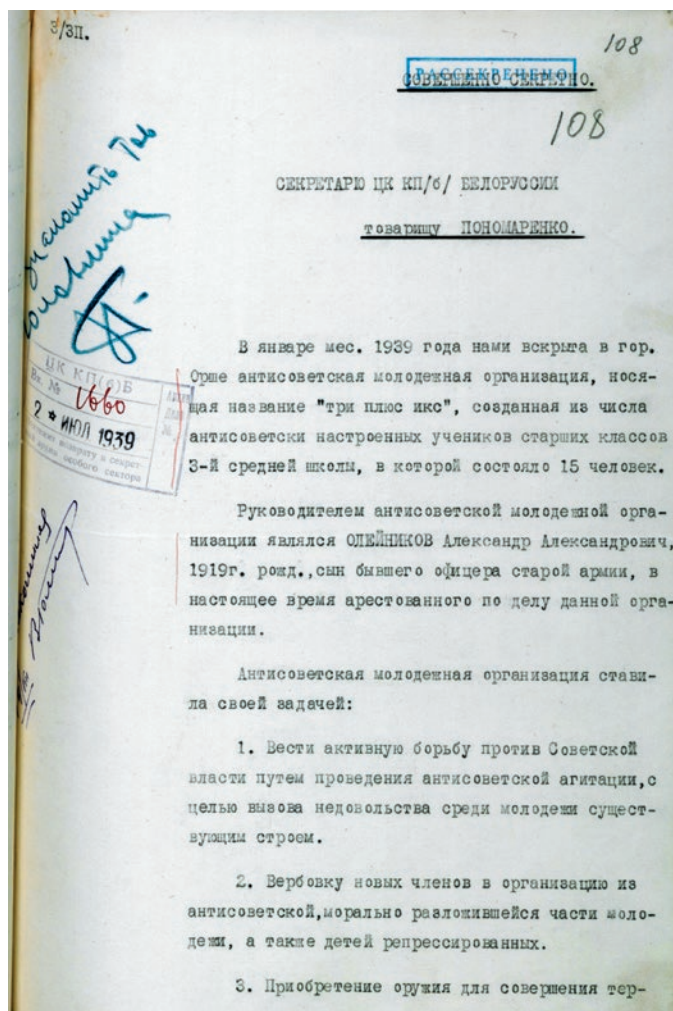 3/ЗП.
108
РАССЕКРЕЧЕНО
СОВЕРШЕННО СЕКРЕТНО.
108
СЕКРЕТАРЮ ЦК КП/б/ БЕЛОРУССИИ
товарищу ПОНОМАРЕНКО.
ЦК КП(б)Б
Вх. №
1660
2 * ИЮЛ 1939
особого сектора
В январе мес. 1939 года нами вскрыта в гор.
Орше антисоветская молодежная организация, нося-
щая название "три плюс икс", созданная из числа
антисоветски настроенных учеников старших классов
3-й средней школы, в которой состояло 15 человек.
Руководителем антисоветской молодежной орга-
низации являлся ОЛЕЙНИКОВ Александр Александрович,
1919г. рожд.,сын бывшего офицера старой армии, в
настоящее время арестованного по делу данной орга-
низации.
Антисоветская молодежная организация стави-
ла своей задачей:
1. Вести активную борьбу против Советской
власти путем проведения антисоветской агитации,с
целью вызова недовольства среди молодежи сущест-
вующим строем.
2. Вербовку новых членов в организацию из
антисоветской,морально разложившейся части моло-
дежи, а также детей репрессированных.
3. Приобретение оружия для совершения тер-